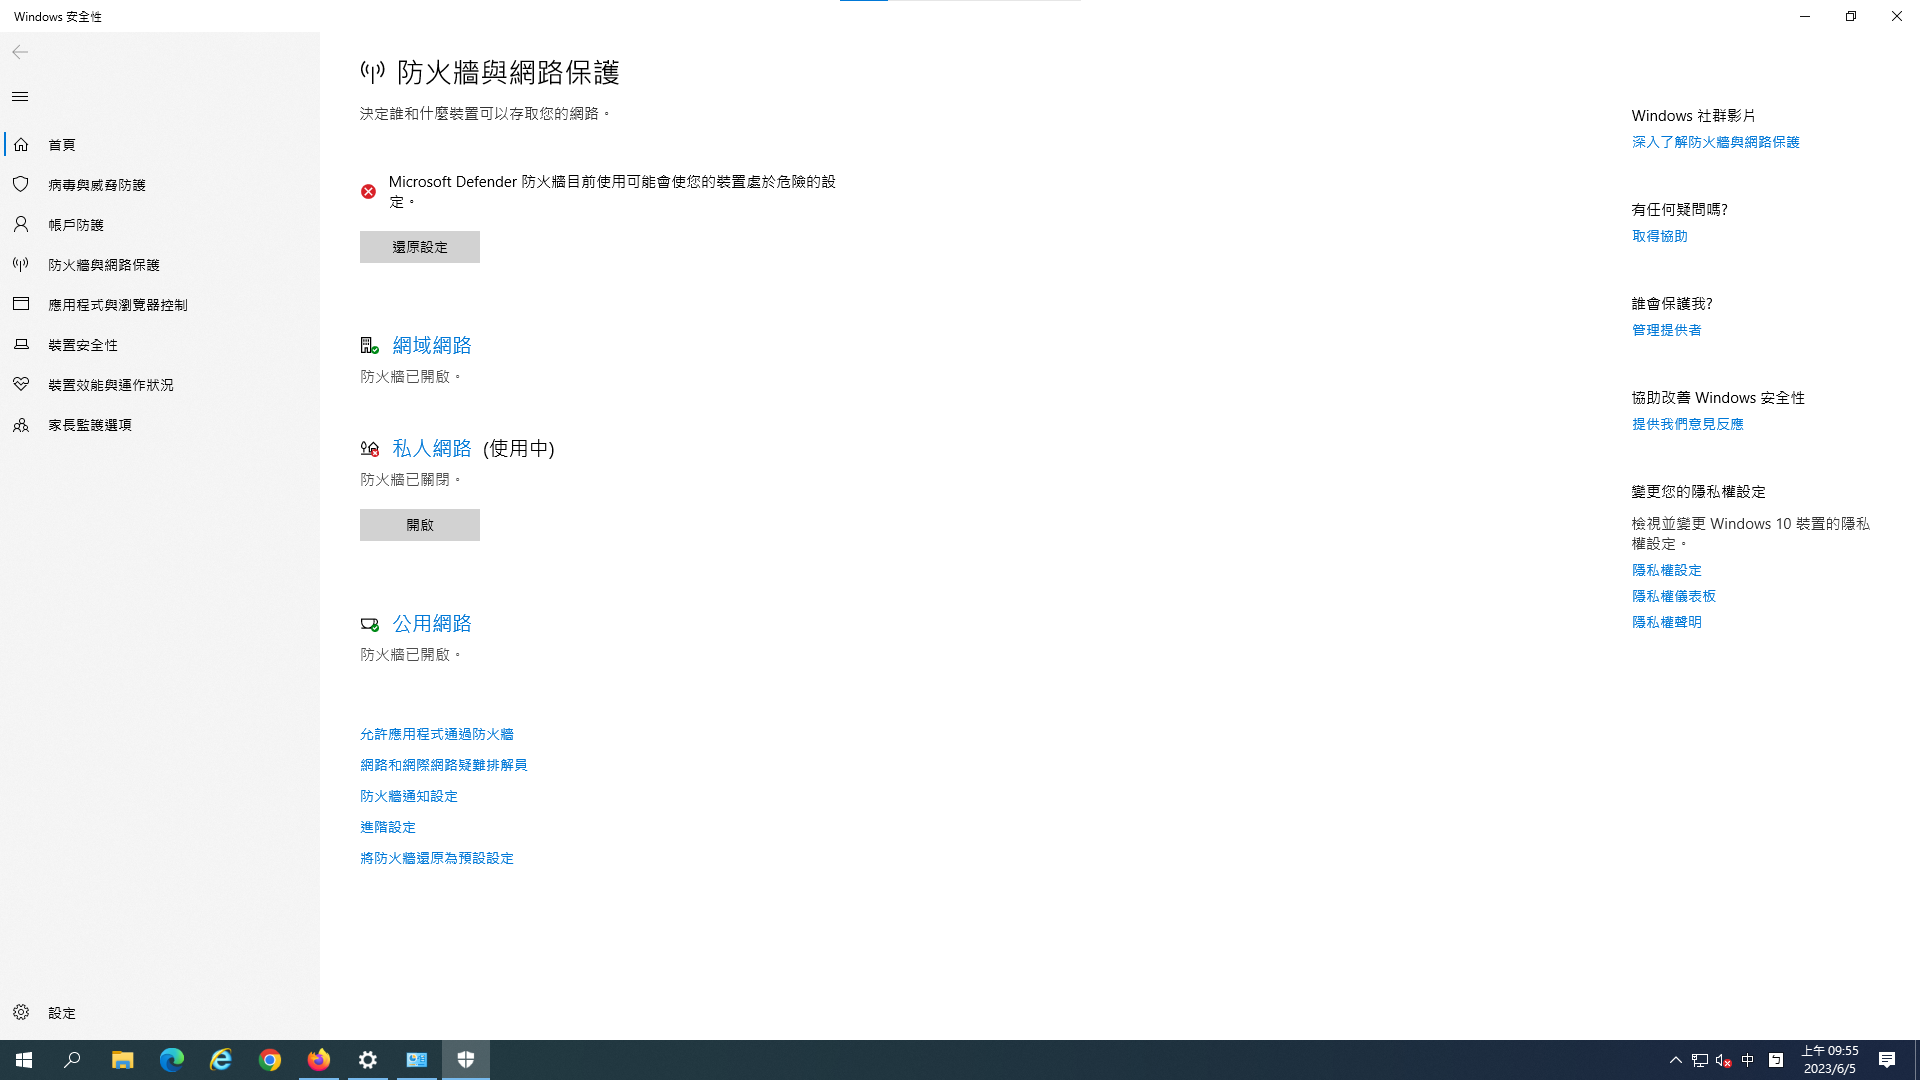 Windows 安全性
首頁
病毒與威脅防護
帳戶防護
防火牆與網路保護
應用程式與瀏覽器控制
裝置安全性
裝置效能與運作狀況
家長監護選項
設定
防火牆與網路保護
決定誰和什麼裝置可以存取您的網路。
Microsoft Defender 防火牆目前使用可能會使您的裝置處於危險的設
定。
還原設定
網域網路
防火牆已開啟。
私人網路 (使用中)
防火牆已關閉。
開啟
公用網路
防火牆已開啟。
允許應用程式通過防火牆
網路和網際網路疑難排解員
防火牆通知設定
進階設定
將防火牆還原為預設設定
Windows 社群影片
深入了解防火牆與網路保護
有任何疑問嗎?
取得協助
誰會保護我?
管理提供者
協助改善 Windows 安全性
提供我們意見反應
變更您的隱私權設定
檢視並變更 Windows 10 裝置的隱私
權設定。
隱私權設定
隱私權儀表板
隱私權聲明
中
ㄅ
上午 09:55
2023/6/5